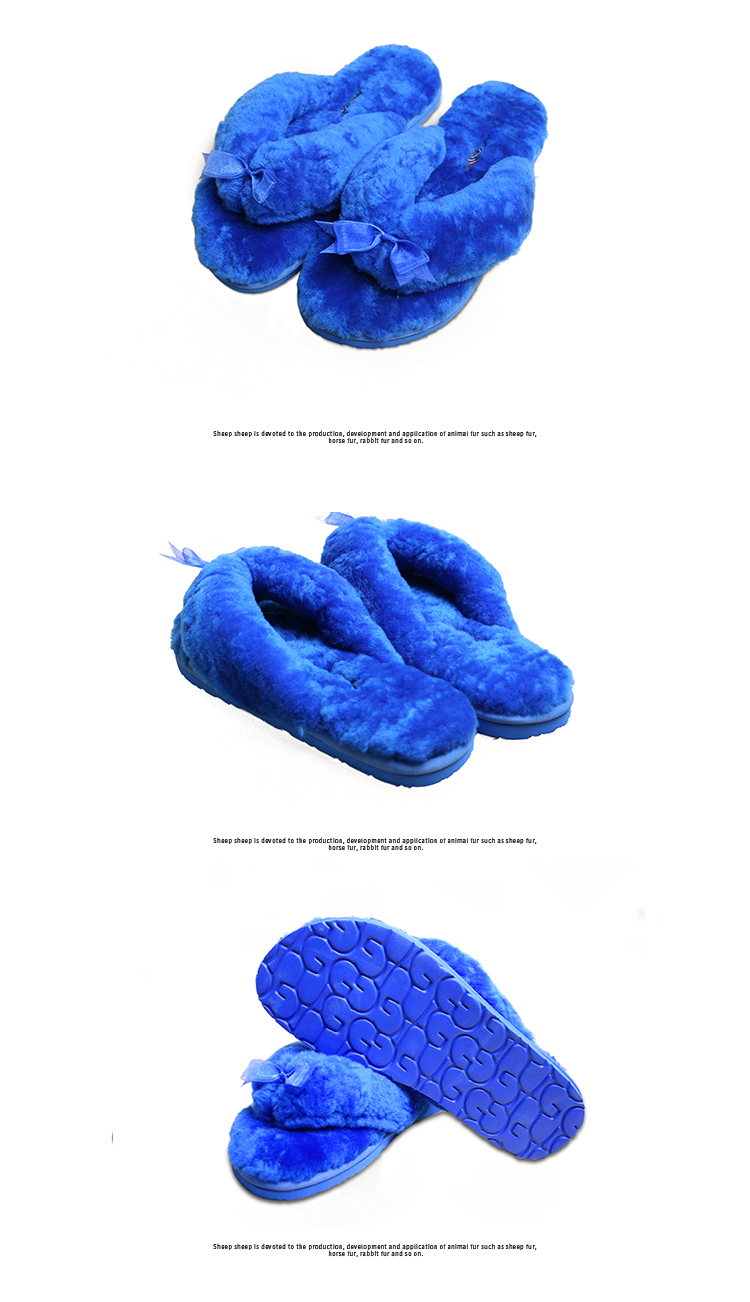 Sheep sheep is devoted to the production, development and application of animal fur such as sheep fur,
horse fur, rabbit fur and so on.
Sheep sheep is devoted to the production, development and application of animal fur such as sheep fur,
horse fur, rabbit fur and so on.
Sheep sheep is devoted to the production, development and application of animal fur such as sheep fur,
horse fur, rabbit fur and so on.